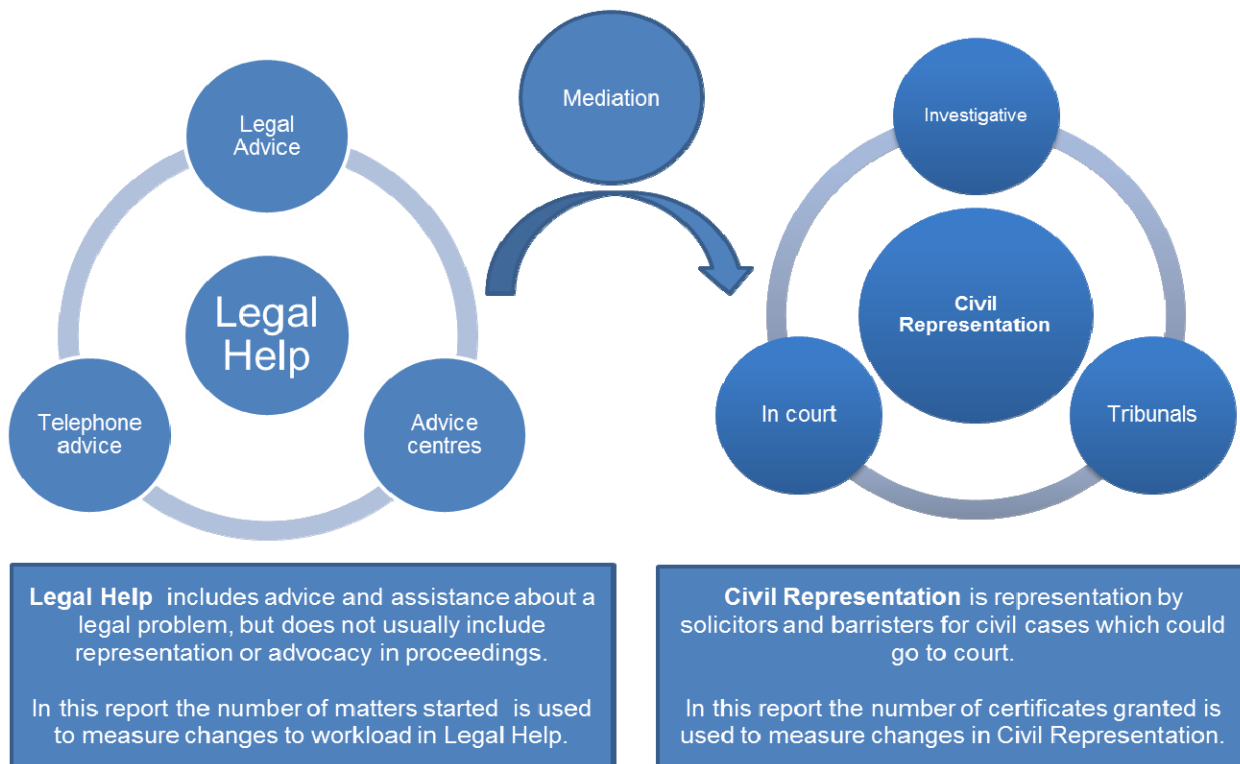 Legal
Advice
Legal
Help
Telephone
advice
Advice
centres
Mediation
Investigative
Civil
Representation
In court
Tribunals
Legal Help includes advice and assistance about a
legal problem, but does not usually include
representation or advocacy in proceedings.
In this report the number of matters started is used
to measure changes to workload in Legal Help.
Civil Representation is representation by
solicitors and barristers for civil cases which could
go to court.
In this report the number of certificates granted is
used to measure changes in Civil Representation.